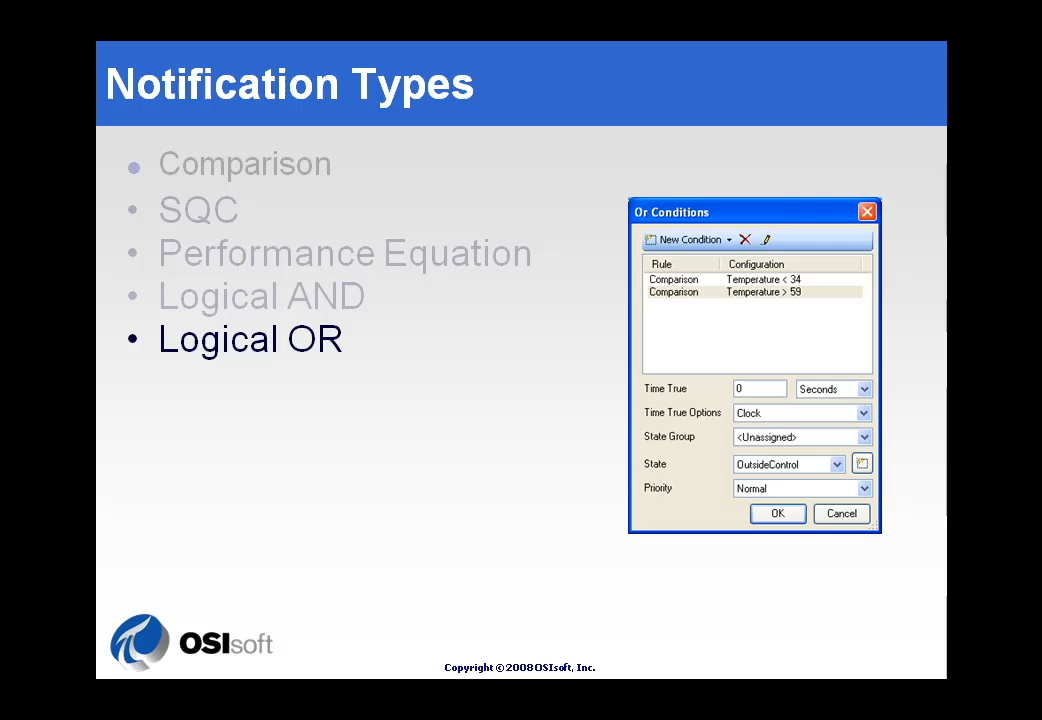 Notification Types
• Comparison
• SQC
• Performance Equation
• Logical AND
• Logical OR
Or Conditions
New Condition
Rule Configuration
Comparison Temperature < 34
Comparison Temperature > 59
Time True 0 Seconds
Time True Options Clock
State Group <Unassigned>
State OutsideControl
Priority Normal
OK Cancel
OSIsoft
Copyright © 2008 OSIsoft, Inc.